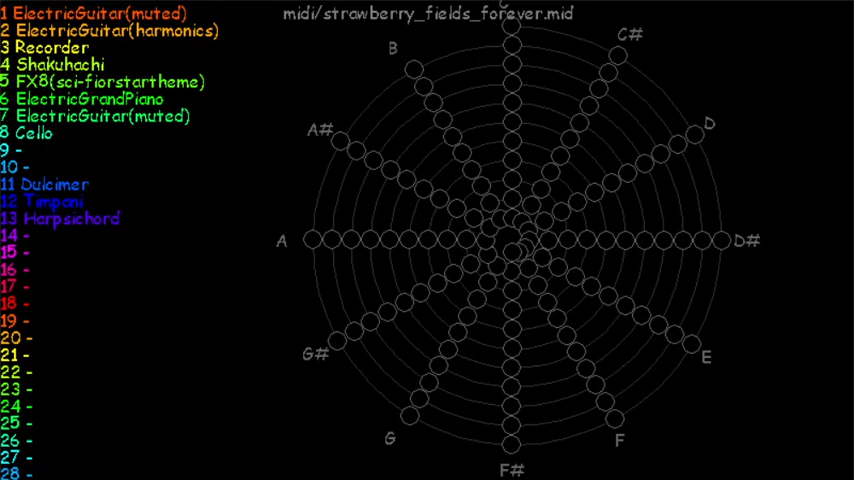 1 ElectricGuitar(muted)
2 ElectricGuitar(harmonics)
3 Recorder
4 Shakuhachi
5 FX8(sci-fiorstartheme)
6 ElectricGrandPiano
7 ElectricGuitar(muted)
8 Cello
9 -
10 -
11 Dulcimer
12 Timpani
13 Harpsichord
14 -
15 -
16 -
17 -
18 -
19 -
20 -
21 -
22 -
23 -
24 -
25 -
26 -
27 -
28 -
midi/strawberry_fields_forever.mid
C
C#
D
D#
E
F
F#
G
G#
A
A#
B